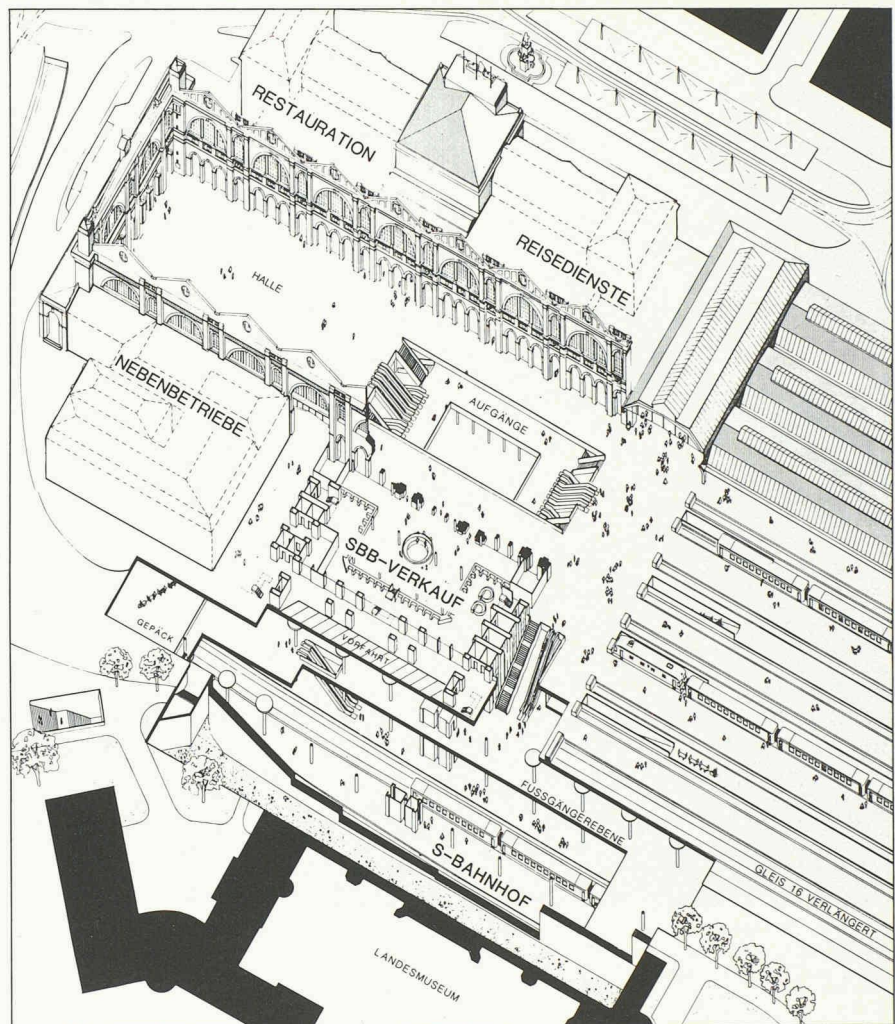 RESTAURATION
REISEDIENSTE
HALLE
NEBENBETRIEBE
AUFGÄNGE
SBB-VERKAUF
GEPÄCK
VORFAHRT
FUSSGÄNGEREBENE
S-BAHNHOF
GLEIS 16 VERLÄNGERT
LANDESMUSEUM